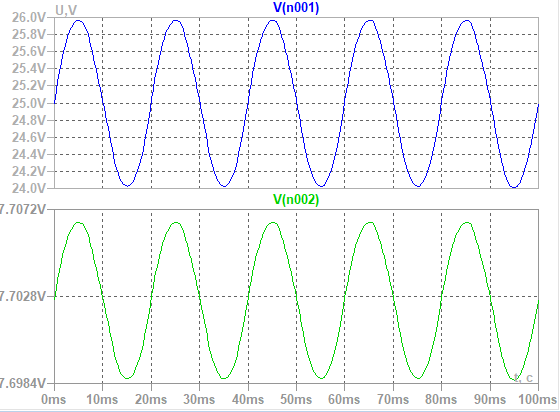 V(n001)
26.0V
U,V
25.8V
25.6V
25.4V
25.2V
25.0V
24.8V
24.6V
24.4V
24.2V
24.0V
V(n002)
7.7072V
7.7028V
7.6984V
t, c
0ms 10ms 20ms 30ms 40ms 50ms 60ms 70ms 80ms 90ms 100ms